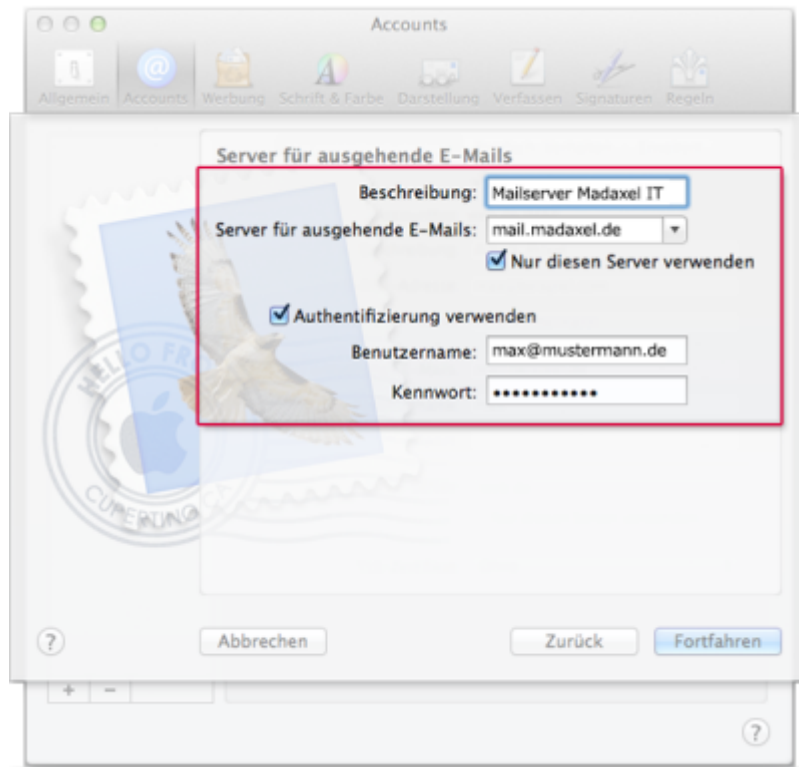 Accounts
Allgemein Accounts Werbung Schrift & Farbe Darstellung Verfassen Signaturen Regeln
Server für ausgehende E-Mails
Beschreibung: Mailserver Madaxel IT
Server für ausgehende E-Mails: mail.madaxel.de
Nur diesen Server verwenden
Authentifizierung verwenden
Benutzername: max@mustermann.de
Kennwort: •••••••••••
HELLO FR
CUPERTINO
? Abbrechen Zurück Fortfahren
+ −
?